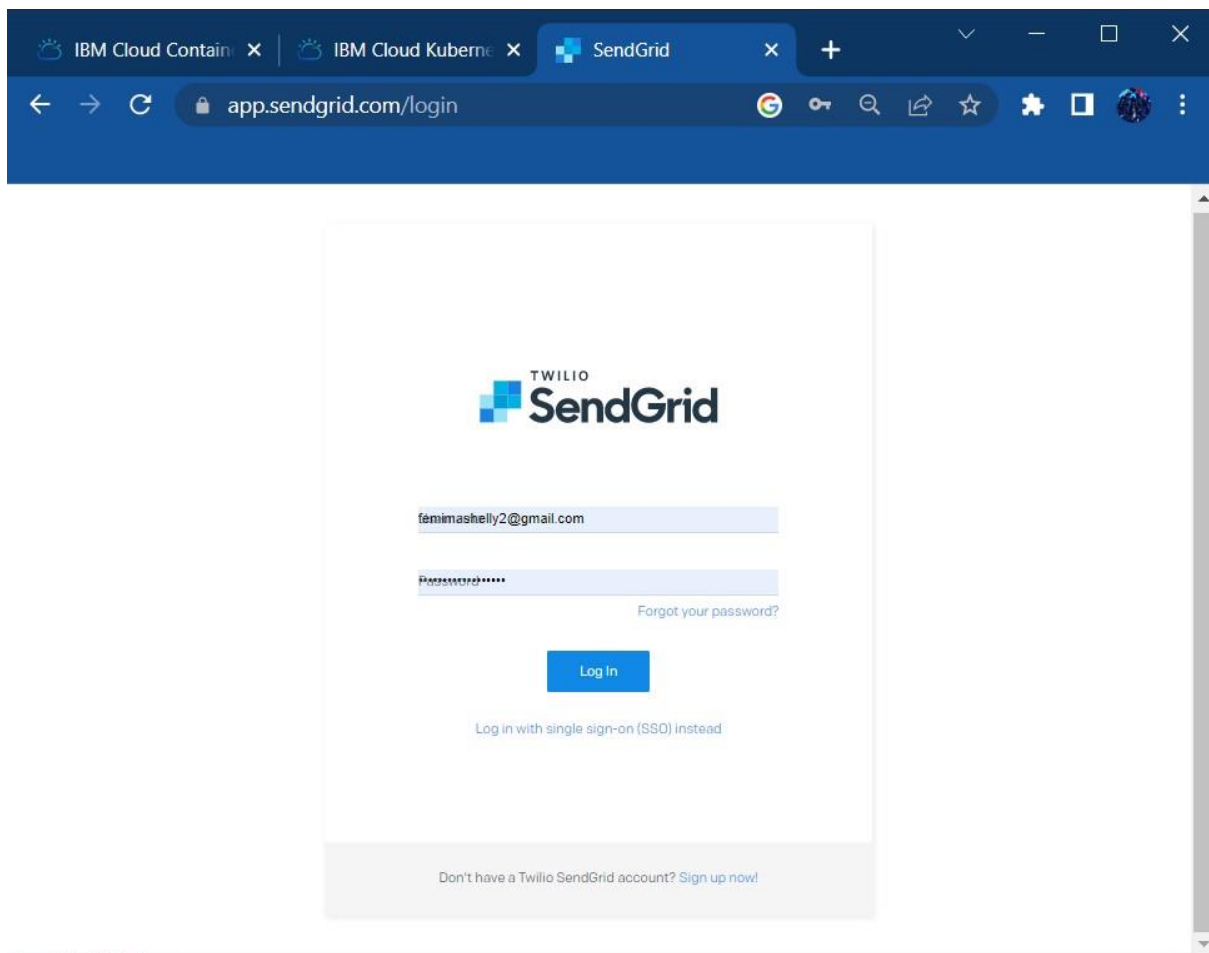 IBM Cloud Contain
IBM Cloud Kuberne
SendGrid
app.sendgrid.com/login
TWILIO
SendGrid
femimashelly2@gmail.com
Password
Forgot your password?
Log In
Log in with single sign-on (SSO) instead
Don't have a Twilio SendGrid account? Sign up now!